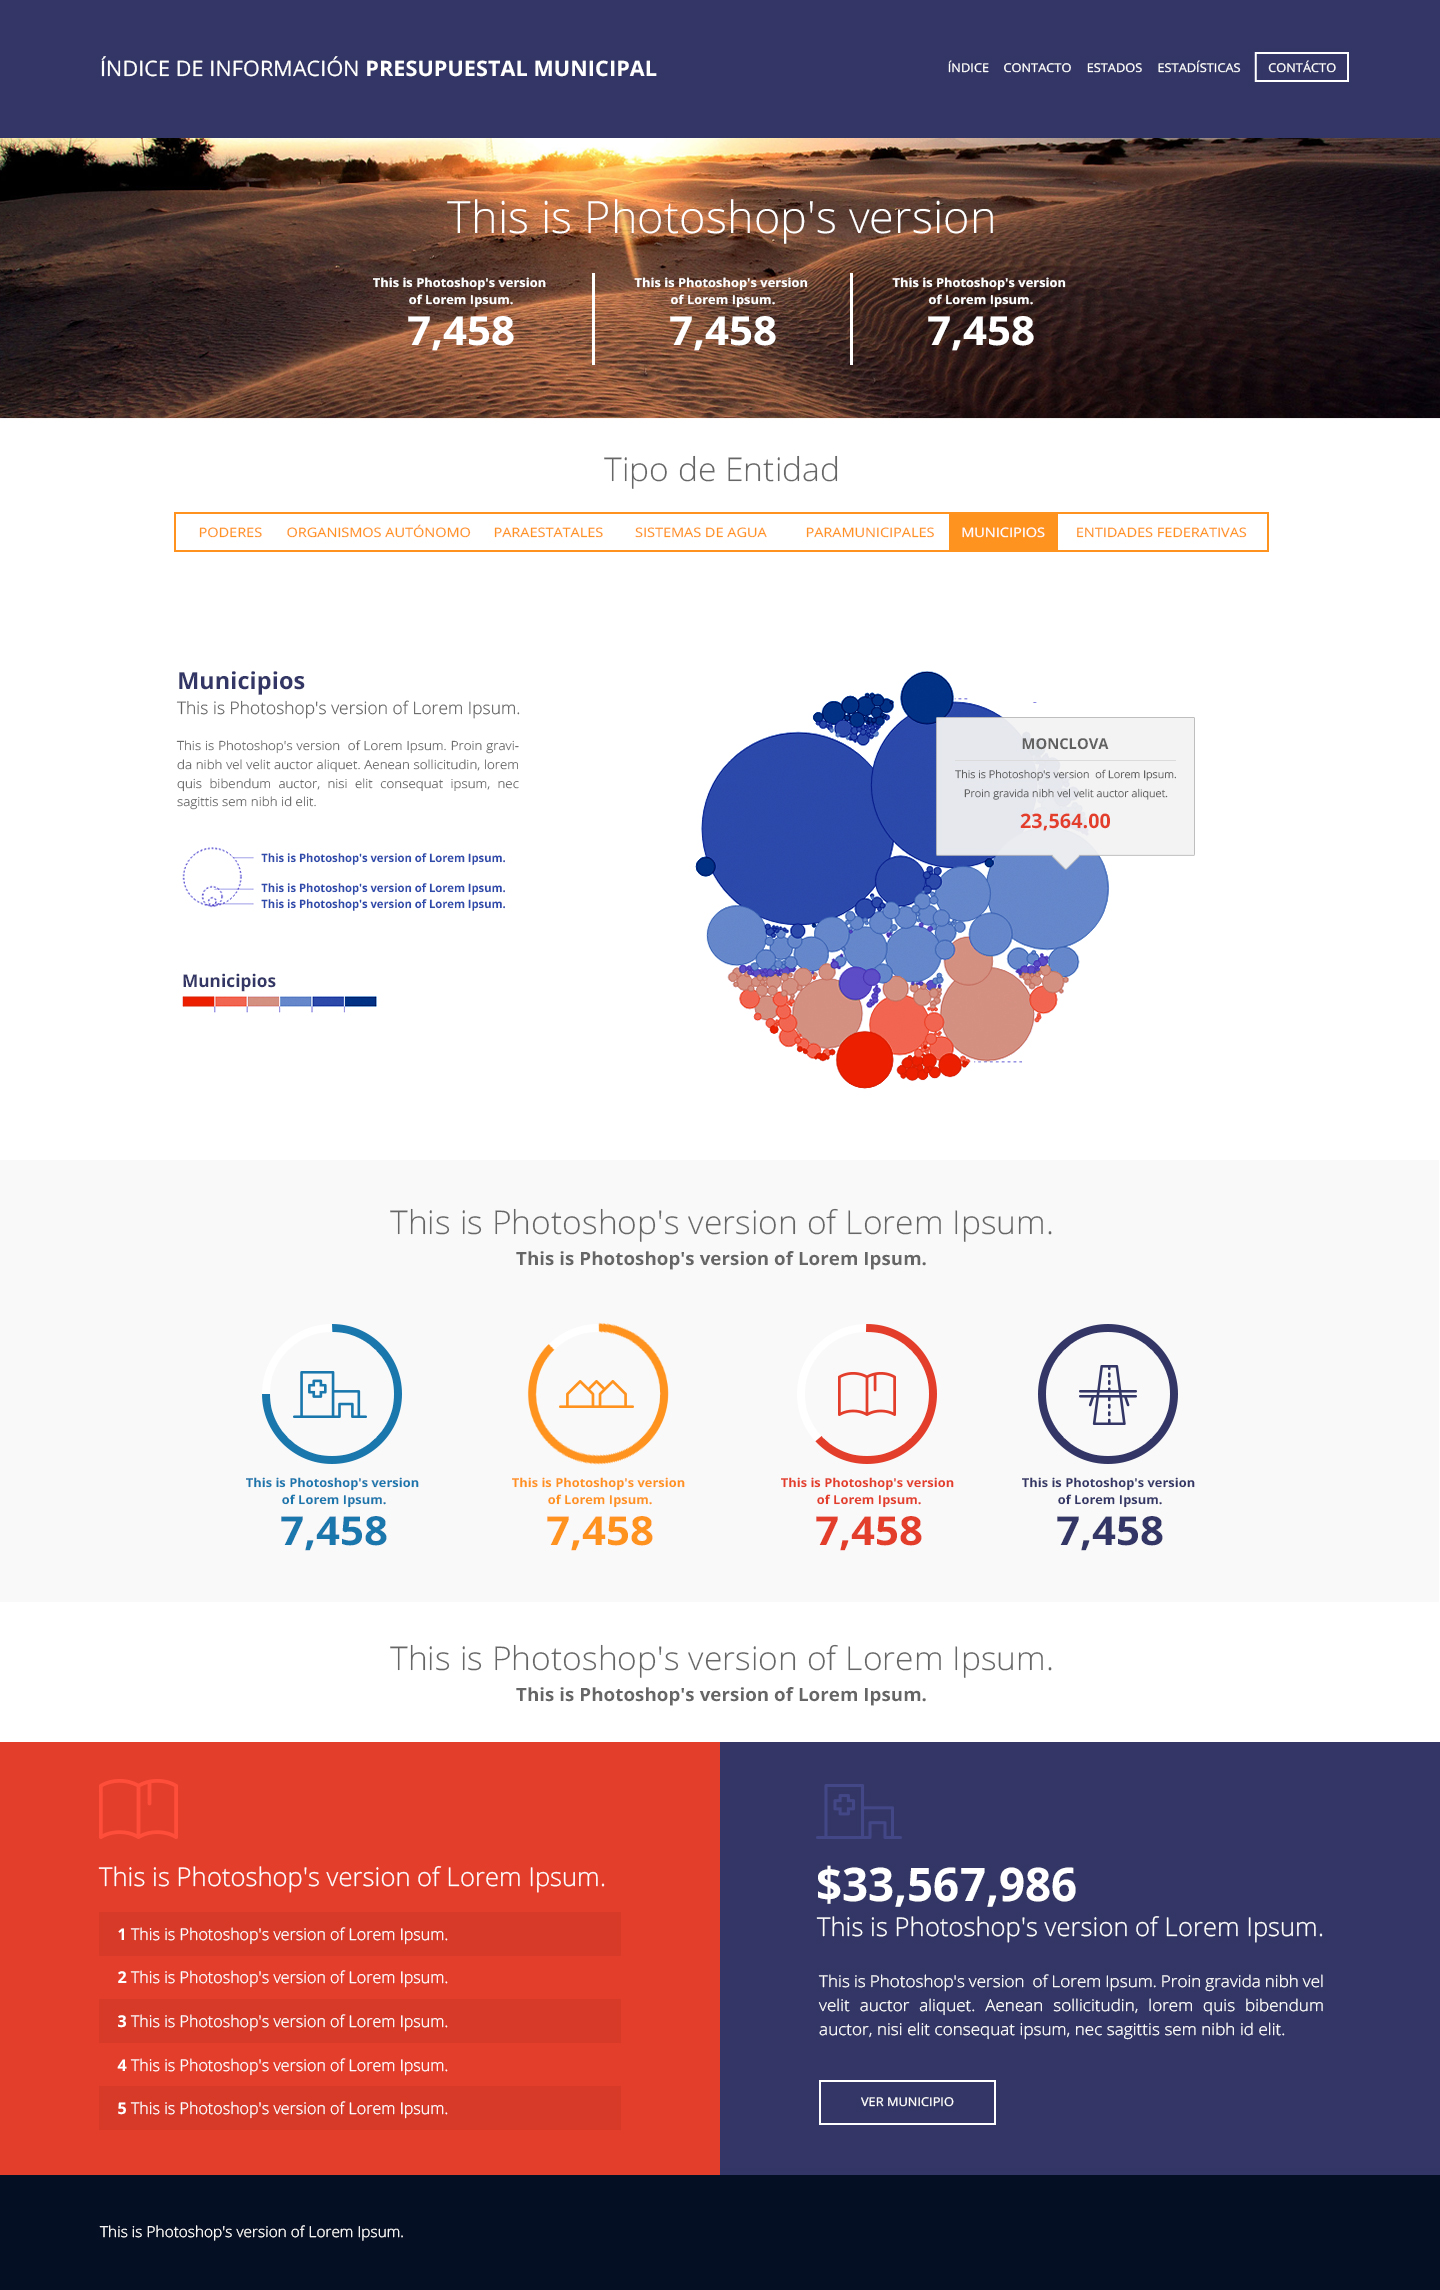 ÍNDICE DE INFORMACIÓN PRESUPUESTAL MUNICIPAL
ÍNDICE CONTACTO ESTADOS ESTADÍSTICAS CONTÁCTO
This is Photoshop's version
This is Photoshop's version
of Lorem Ipsum.
7,458
This is Photoshop's version
of Lorem Ipsum.
7,458
This is Photoshop's version
of Lorem Ipsum.
7,458
Tipo de Entidad
PODERES ORGANISMOS AUTÓNOMO PARAESTATALES SISTEMAS DE AGUA PARAMUNICIPALES MUNICIPIOS ENTIDADES FEDERATIVAS
Municipios
This is Photoshop's version of Lorem Ipsum.
This is Photoshop's version of Lorem Ipsum. Proin gravi-
da nibh vel velit auctor aliquet. Aenean sollicitudin, lorem
quis bibendum auctor, nisi elit consequat ipsum, nec
sagittis sem nibh id elit.
This is Photoshop's version of Lorem Ipsum.
This is Photoshop's version of Lorem Ipsum.
This is Photoshop's version of Lorem Ipsum.
Municipios
MONCLOVA
This is Photoshop's version of Lorem Ipsum.
Proin gravida nibh vel velit auctor aliquet.
23,564.00
This is Photoshop's version of Lorem Ipsum.
This is Photoshop's version of Lorem Ipsum.
This is Photoshop's version
of Lorem Ipsum.
7,458
This is Photoshop's version
of Lorem Ipsum.
7,458
This is Photoshop's version
of Lorem Ipsum.
7,458
This is Photoshop's version
of Lorem Ipsum.
7,458
This is Photoshop's version of Lorem Ipsum.
This is Photoshop's version of Lorem Ipsum.
This is Photoshop's version of Lorem Ipsum.
1 This is Photoshop's version of Lorem Ipsum.
2 This is Photoshop's version of Lorem Ipsum.
3 This is Photoshop's version of Lorem Ipsum.
4 This is Photoshop's version of Lorem Ipsum.
5 This is Photoshop's version of Lorem Ipsum.
$33,567,986
This is Photoshop's version of Lorem Ipsum.
This is Photoshop's version of Lorem Ipsum. Proin gravida nibh vel
velit auctor aliquet. Aenean sollicitudin, lorem quis bibendum
auctor, nisi elit consequat ipsum, nec sagittis sem nibh id elit.
VER MUNICIPIO
This is Photoshop's version of Lorem Ipsum.